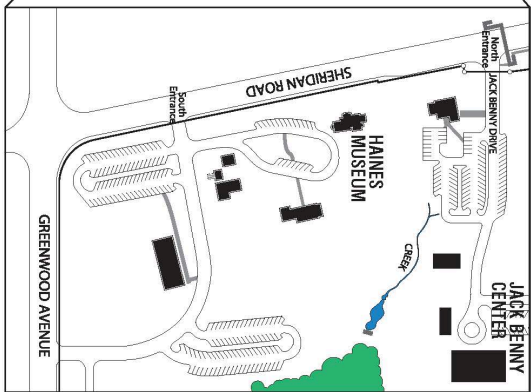 North
Entrance
JACK BENNY DRIVE
SHERIDAN ROAD
South
Entrance
HAINES
MUSEUM
CREEK
JACK BENNY
CENTER
GREENWOOD AVENUE